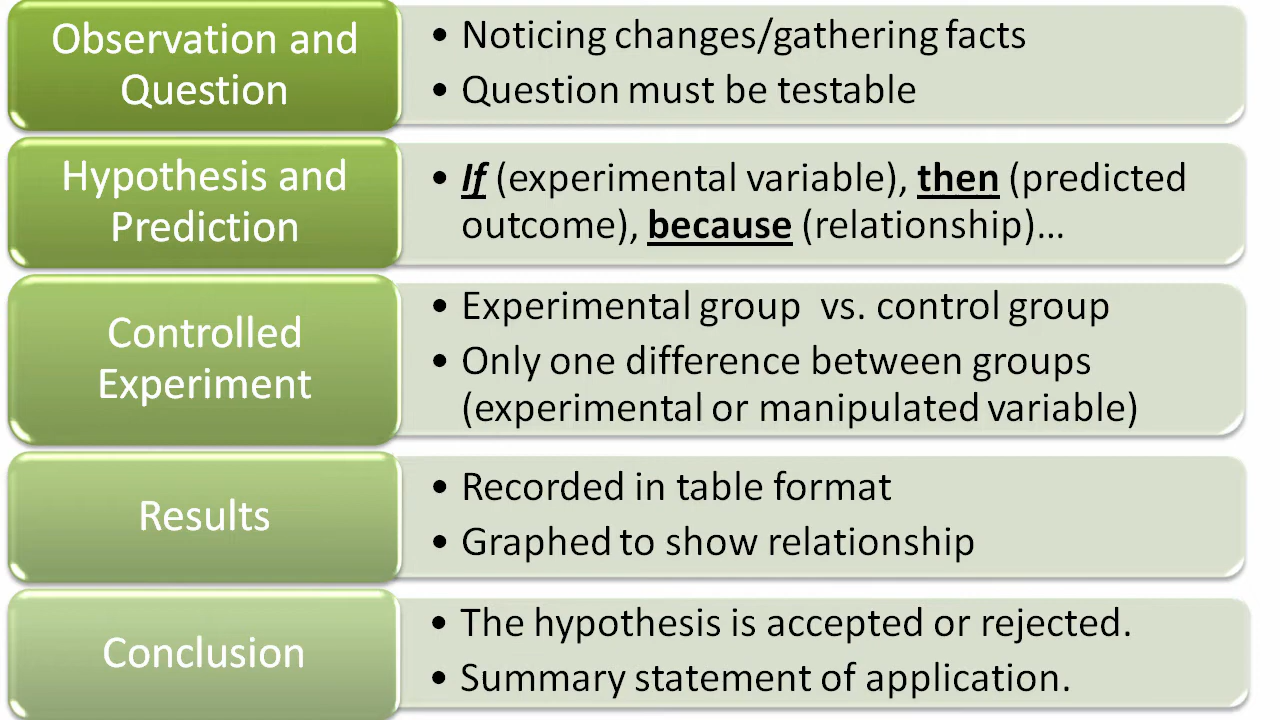 Observation and
Question
• Noticing changes/gathering facts
• Question must be testable
Hypothesis and
Prediction
• If (experimental variable), then (predicted
outcome), because (relationship)...
Controlled
Experiment
• Experimental group  vs. control group
• Only one difference between groups
(experimental or manipulated variable)
Results
• Recorded in table format
• Graphed to show relationship
Conclusion
• The hypothesis is accepted or rejected.
• Summary statement of application.